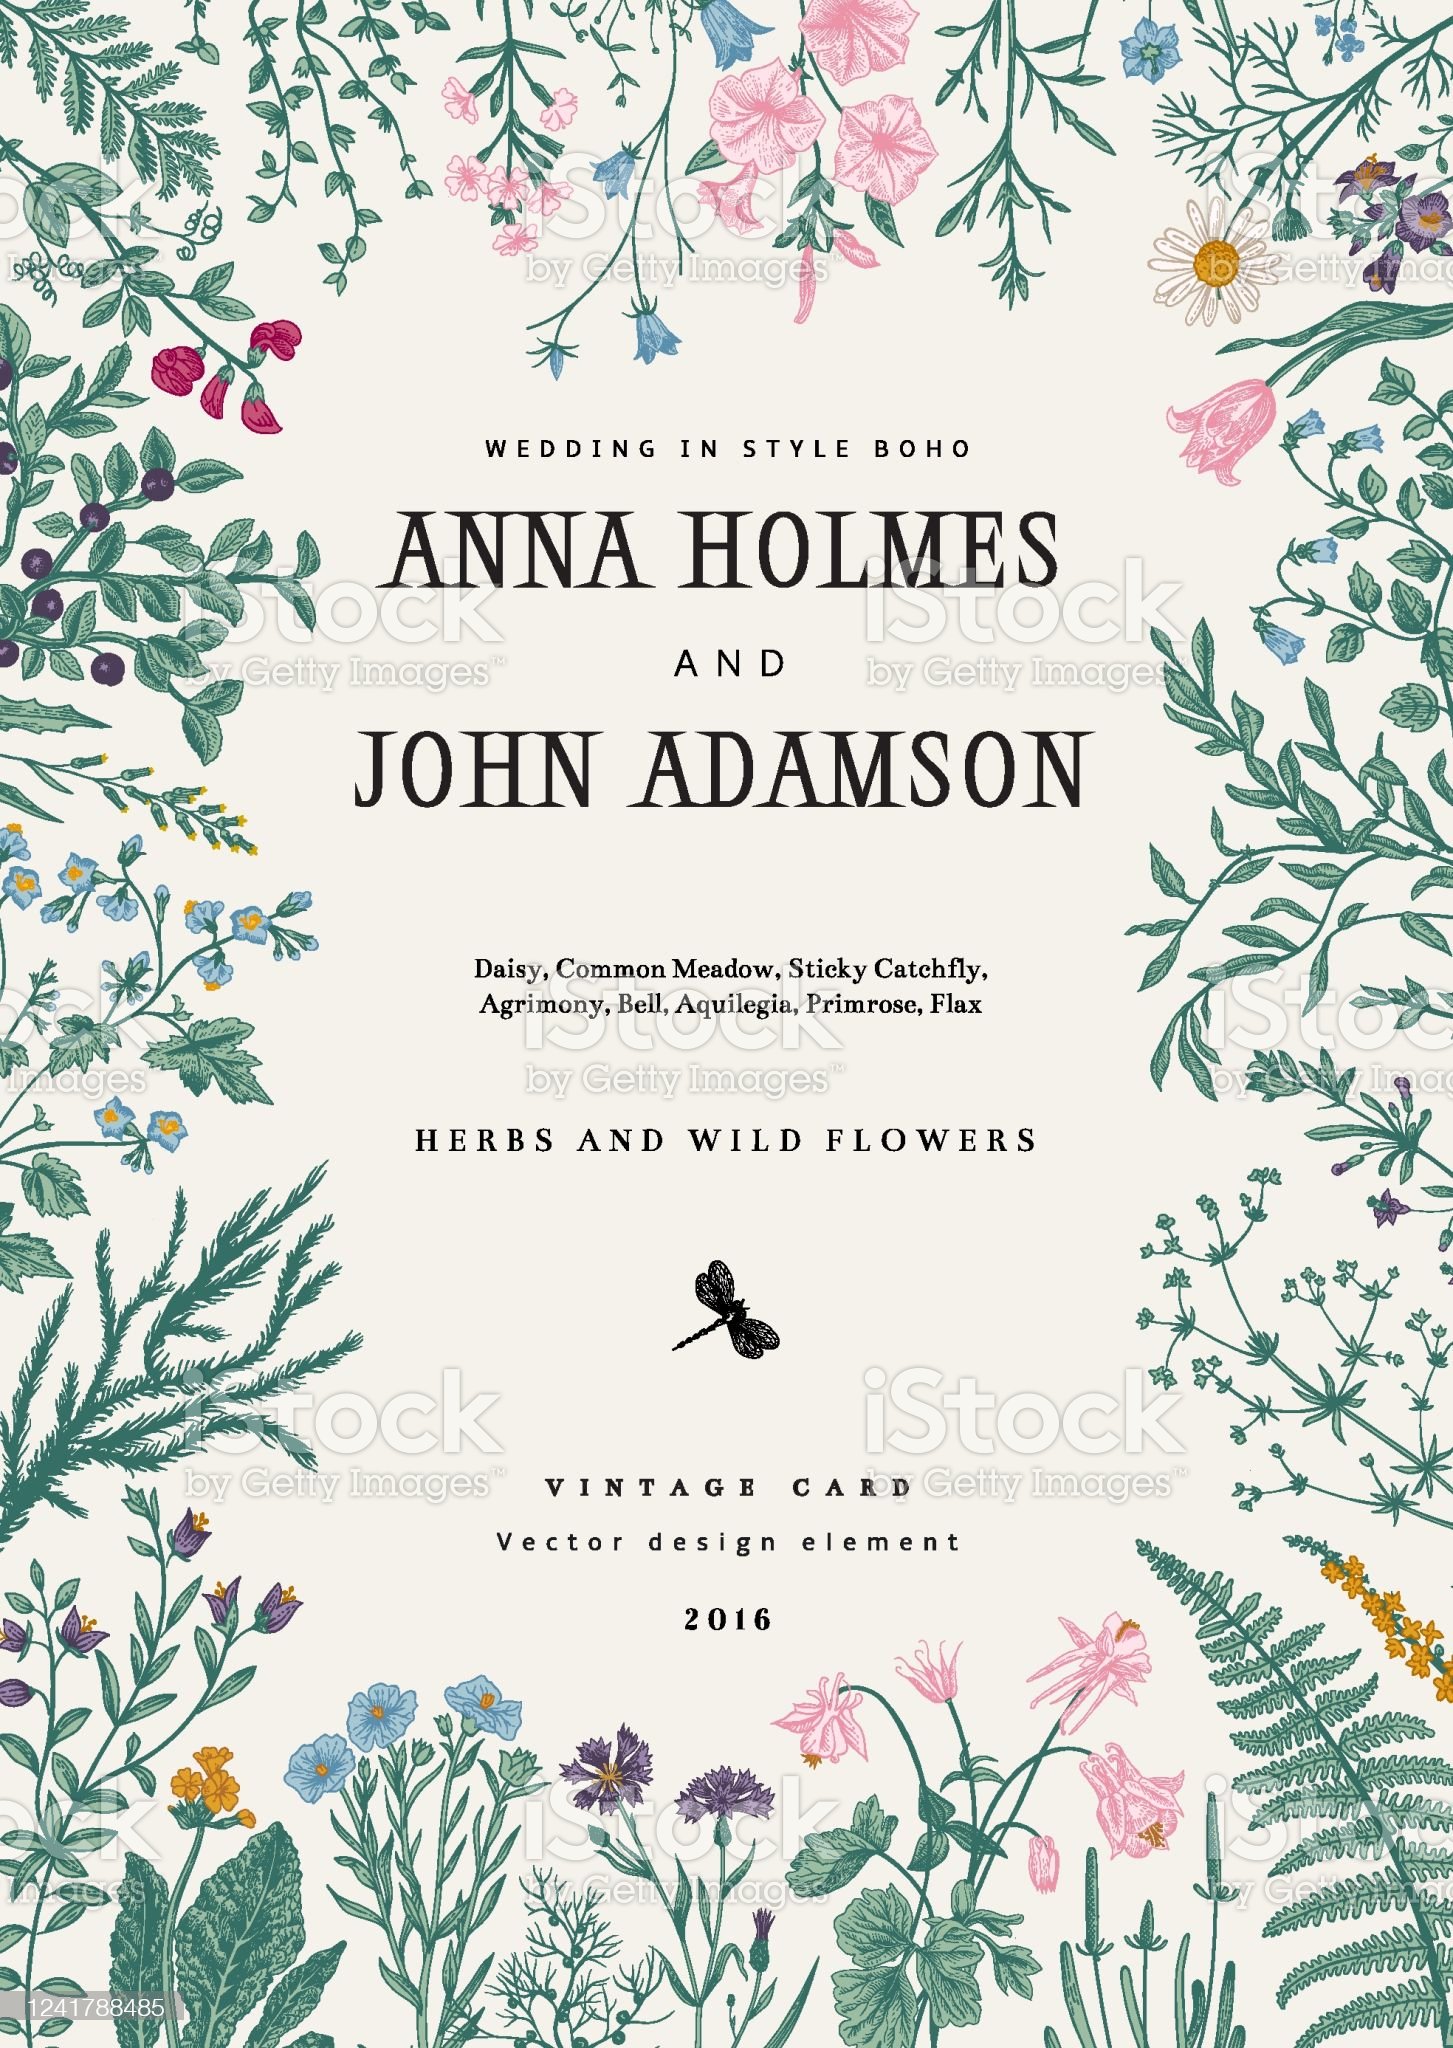 WEDDING IN STYLE BOHO
ANNA HOLMES
AND
JOHN ADAMSON
Daisy, Common Meadow, Sticky Catchfly,
Agrimony, Bell, Aquilegia, Primrose, Flax
HERBS AND WILD FLOWERS
VINTAGE CARD
Vector design element
2016
iStock
by Getty Images™
1241788485